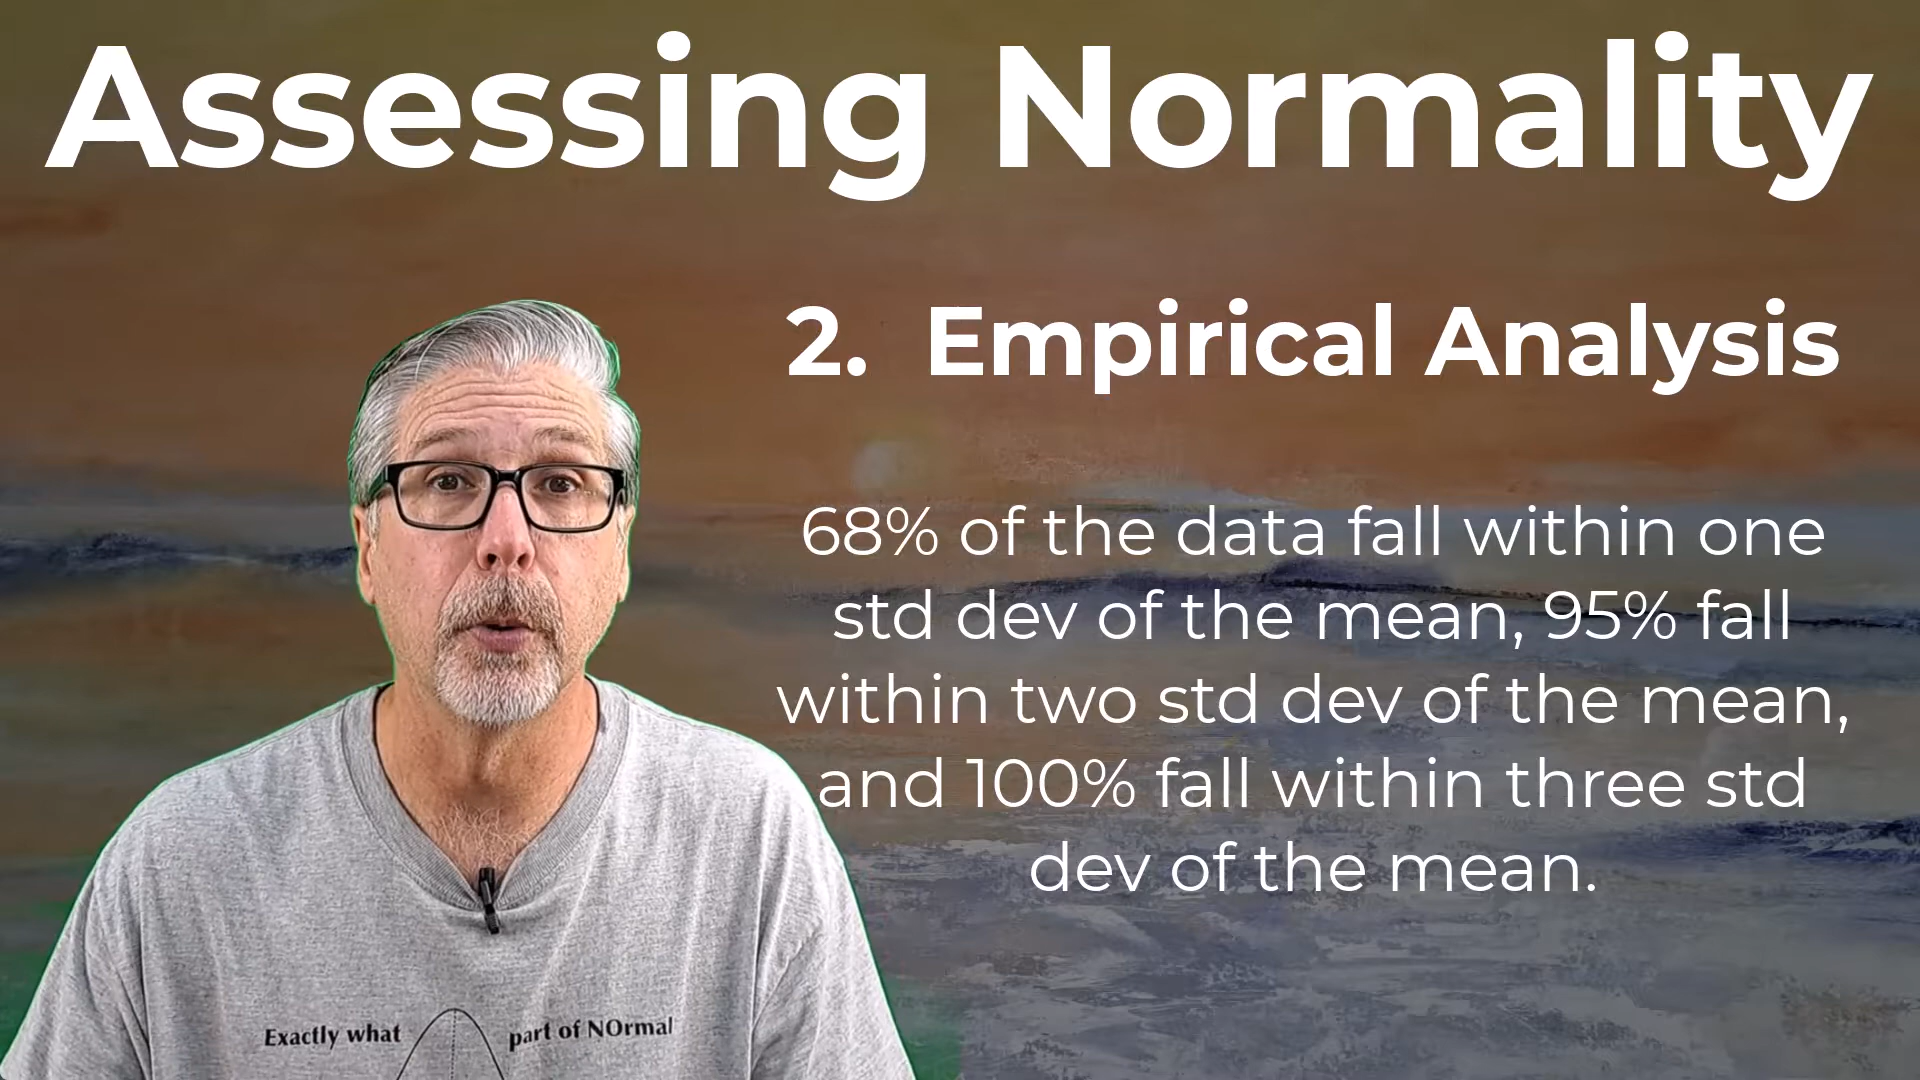 Assessing Normality
2. Empirical Analysis
68% of the data fall within one
std dev of the mean, 95% fall
within two std dev of the mean,
and 100% fall within three std
dev of the mean.
Exactly what part of NOrmal